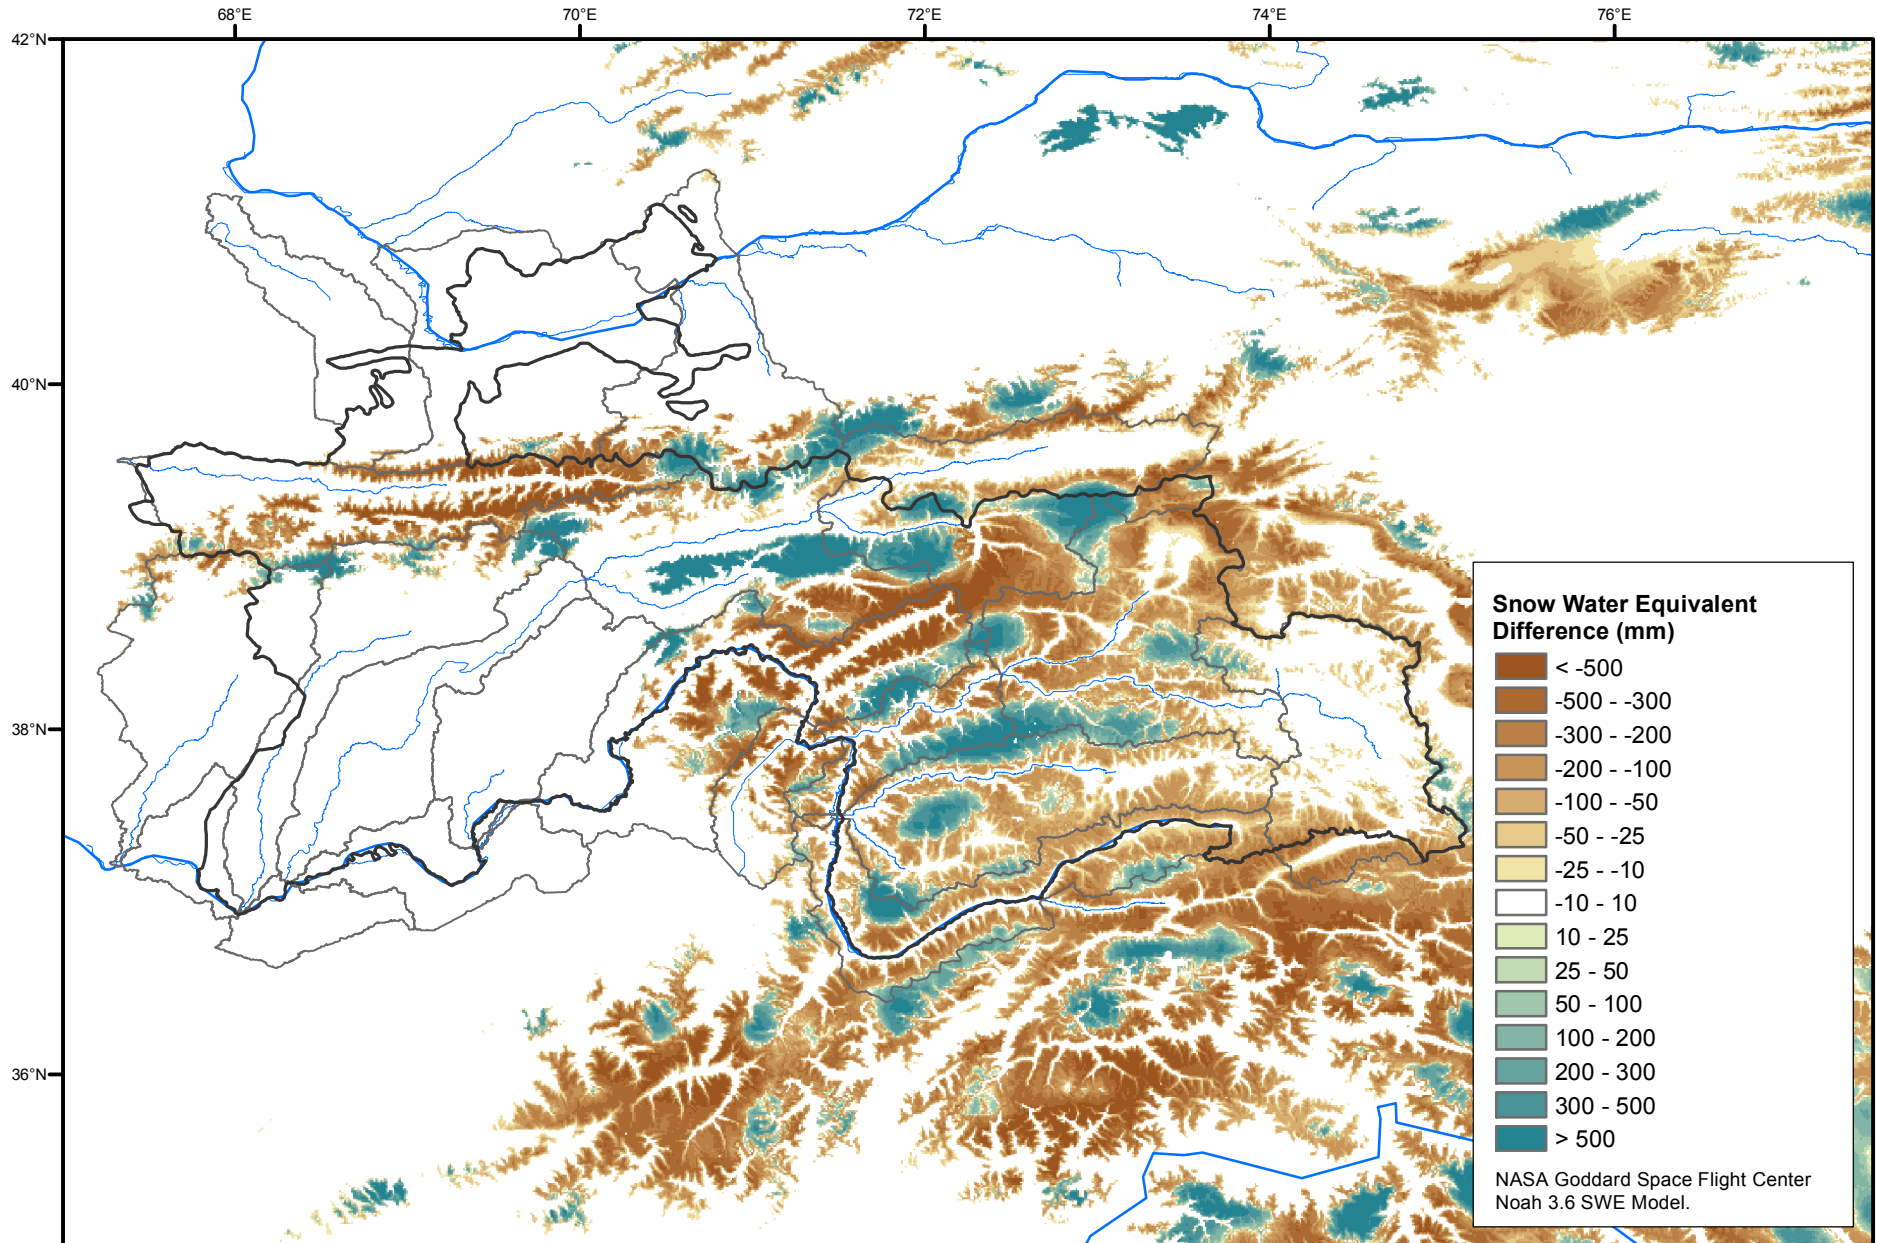 68°E 70°E 72°E 74°E 76°E
42°N
40°N
38°N
36°N
Snow Water Equivalent
Difference (mm)
< -500
-500 - -300
-300 - -200
-200 - -100
-100 - -50
-50 - -25
-25 - -10
-10 - 10
10 - 25
25 - 50
50 - 100
100 - 200
200 - 300
300 - 500
> 500
NASA Goddard Space Flight Center
Noah 3.6 SWE Model.